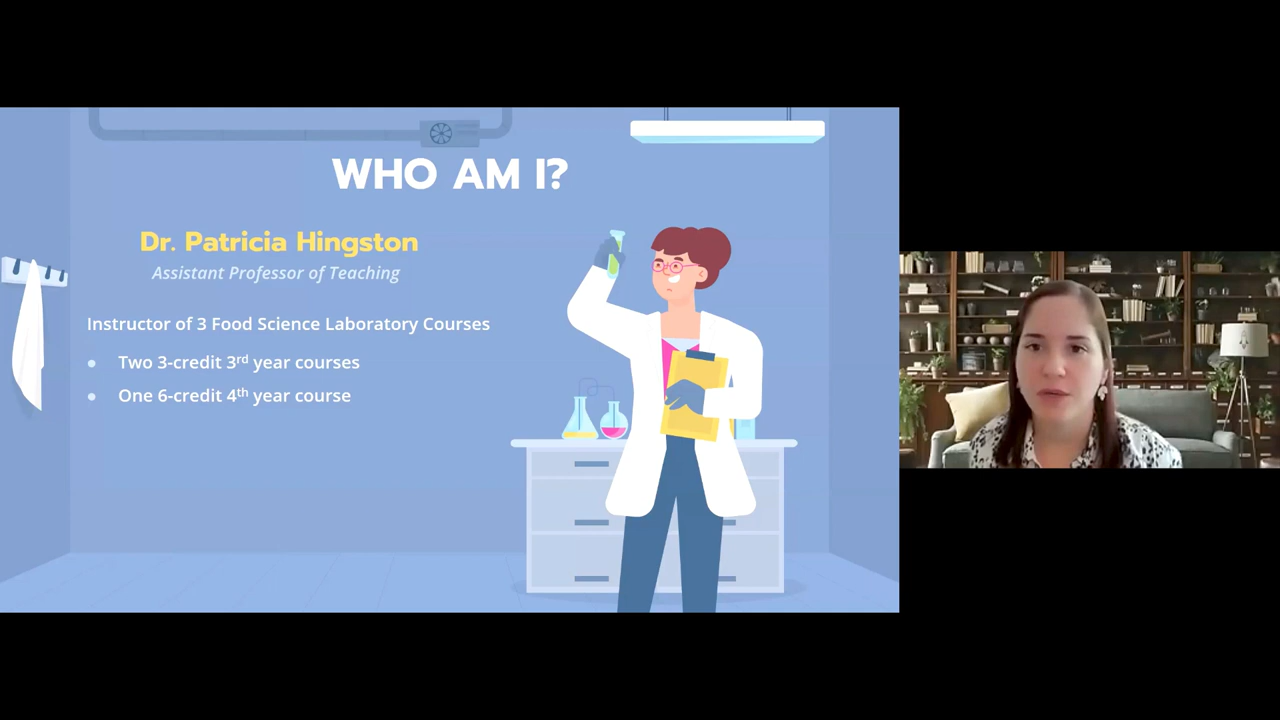 WHO AM I?
Dr. Patricia Hingston
Assistant Professor of Teaching
Instructor of 3 Food Science Laboratory Courses
• Two 3-credit 3rd year courses
• One 6-credit 4th year course